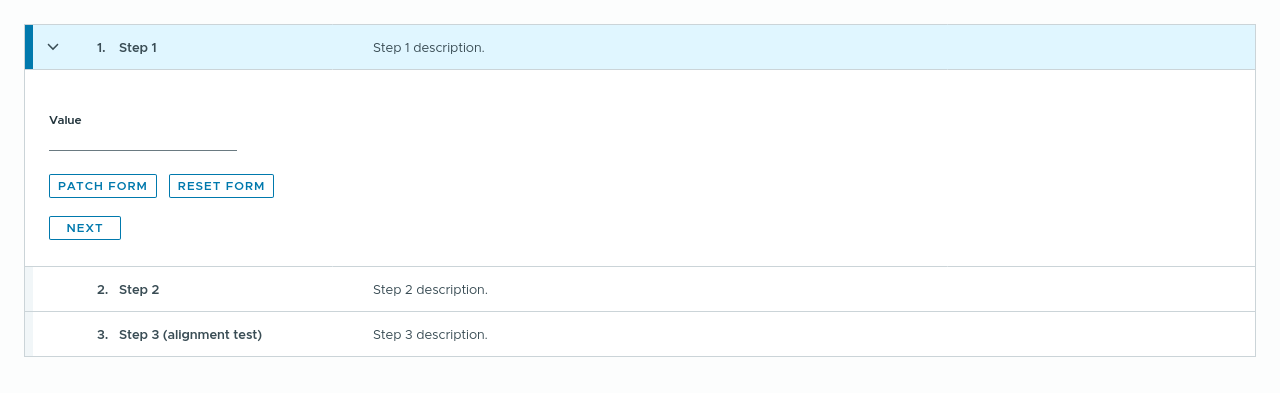 1. Step 1 Step 1 description.
Value
PATCH FORM RESET FORM
NEXT
2. Step 2 Step 2 description.
3. Step 3 (alignment test) Step 3 description.